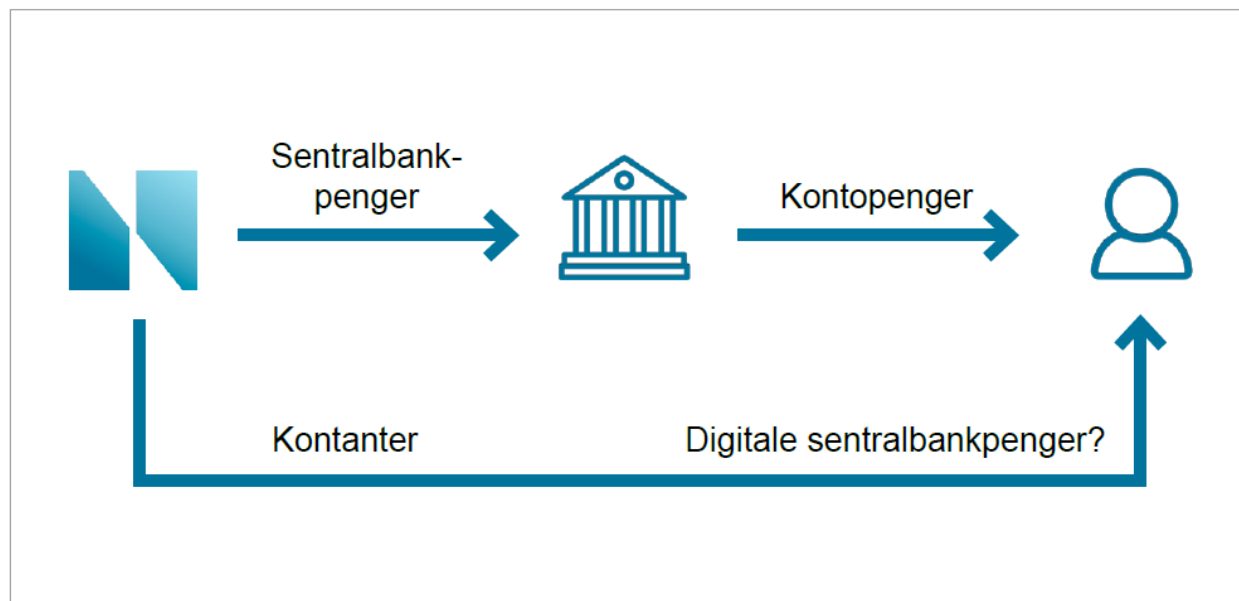 Sentralbank-
penger
Kontopenger
Kontanter
Digitale sentralbankpenger?